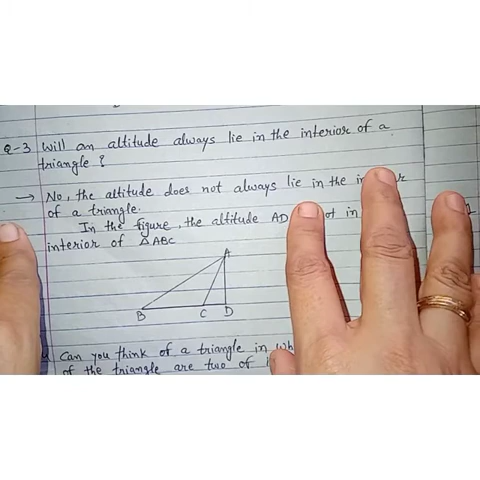 Q-3 Will an altitude always lie in the interior of a
triangle ?
→ No, the altitude does not always lie in the
of a triangle.
In the figure, the altitude AD in
interior of △ABC
A
B C D
Can you think of a triangle in
of the triangle are two of